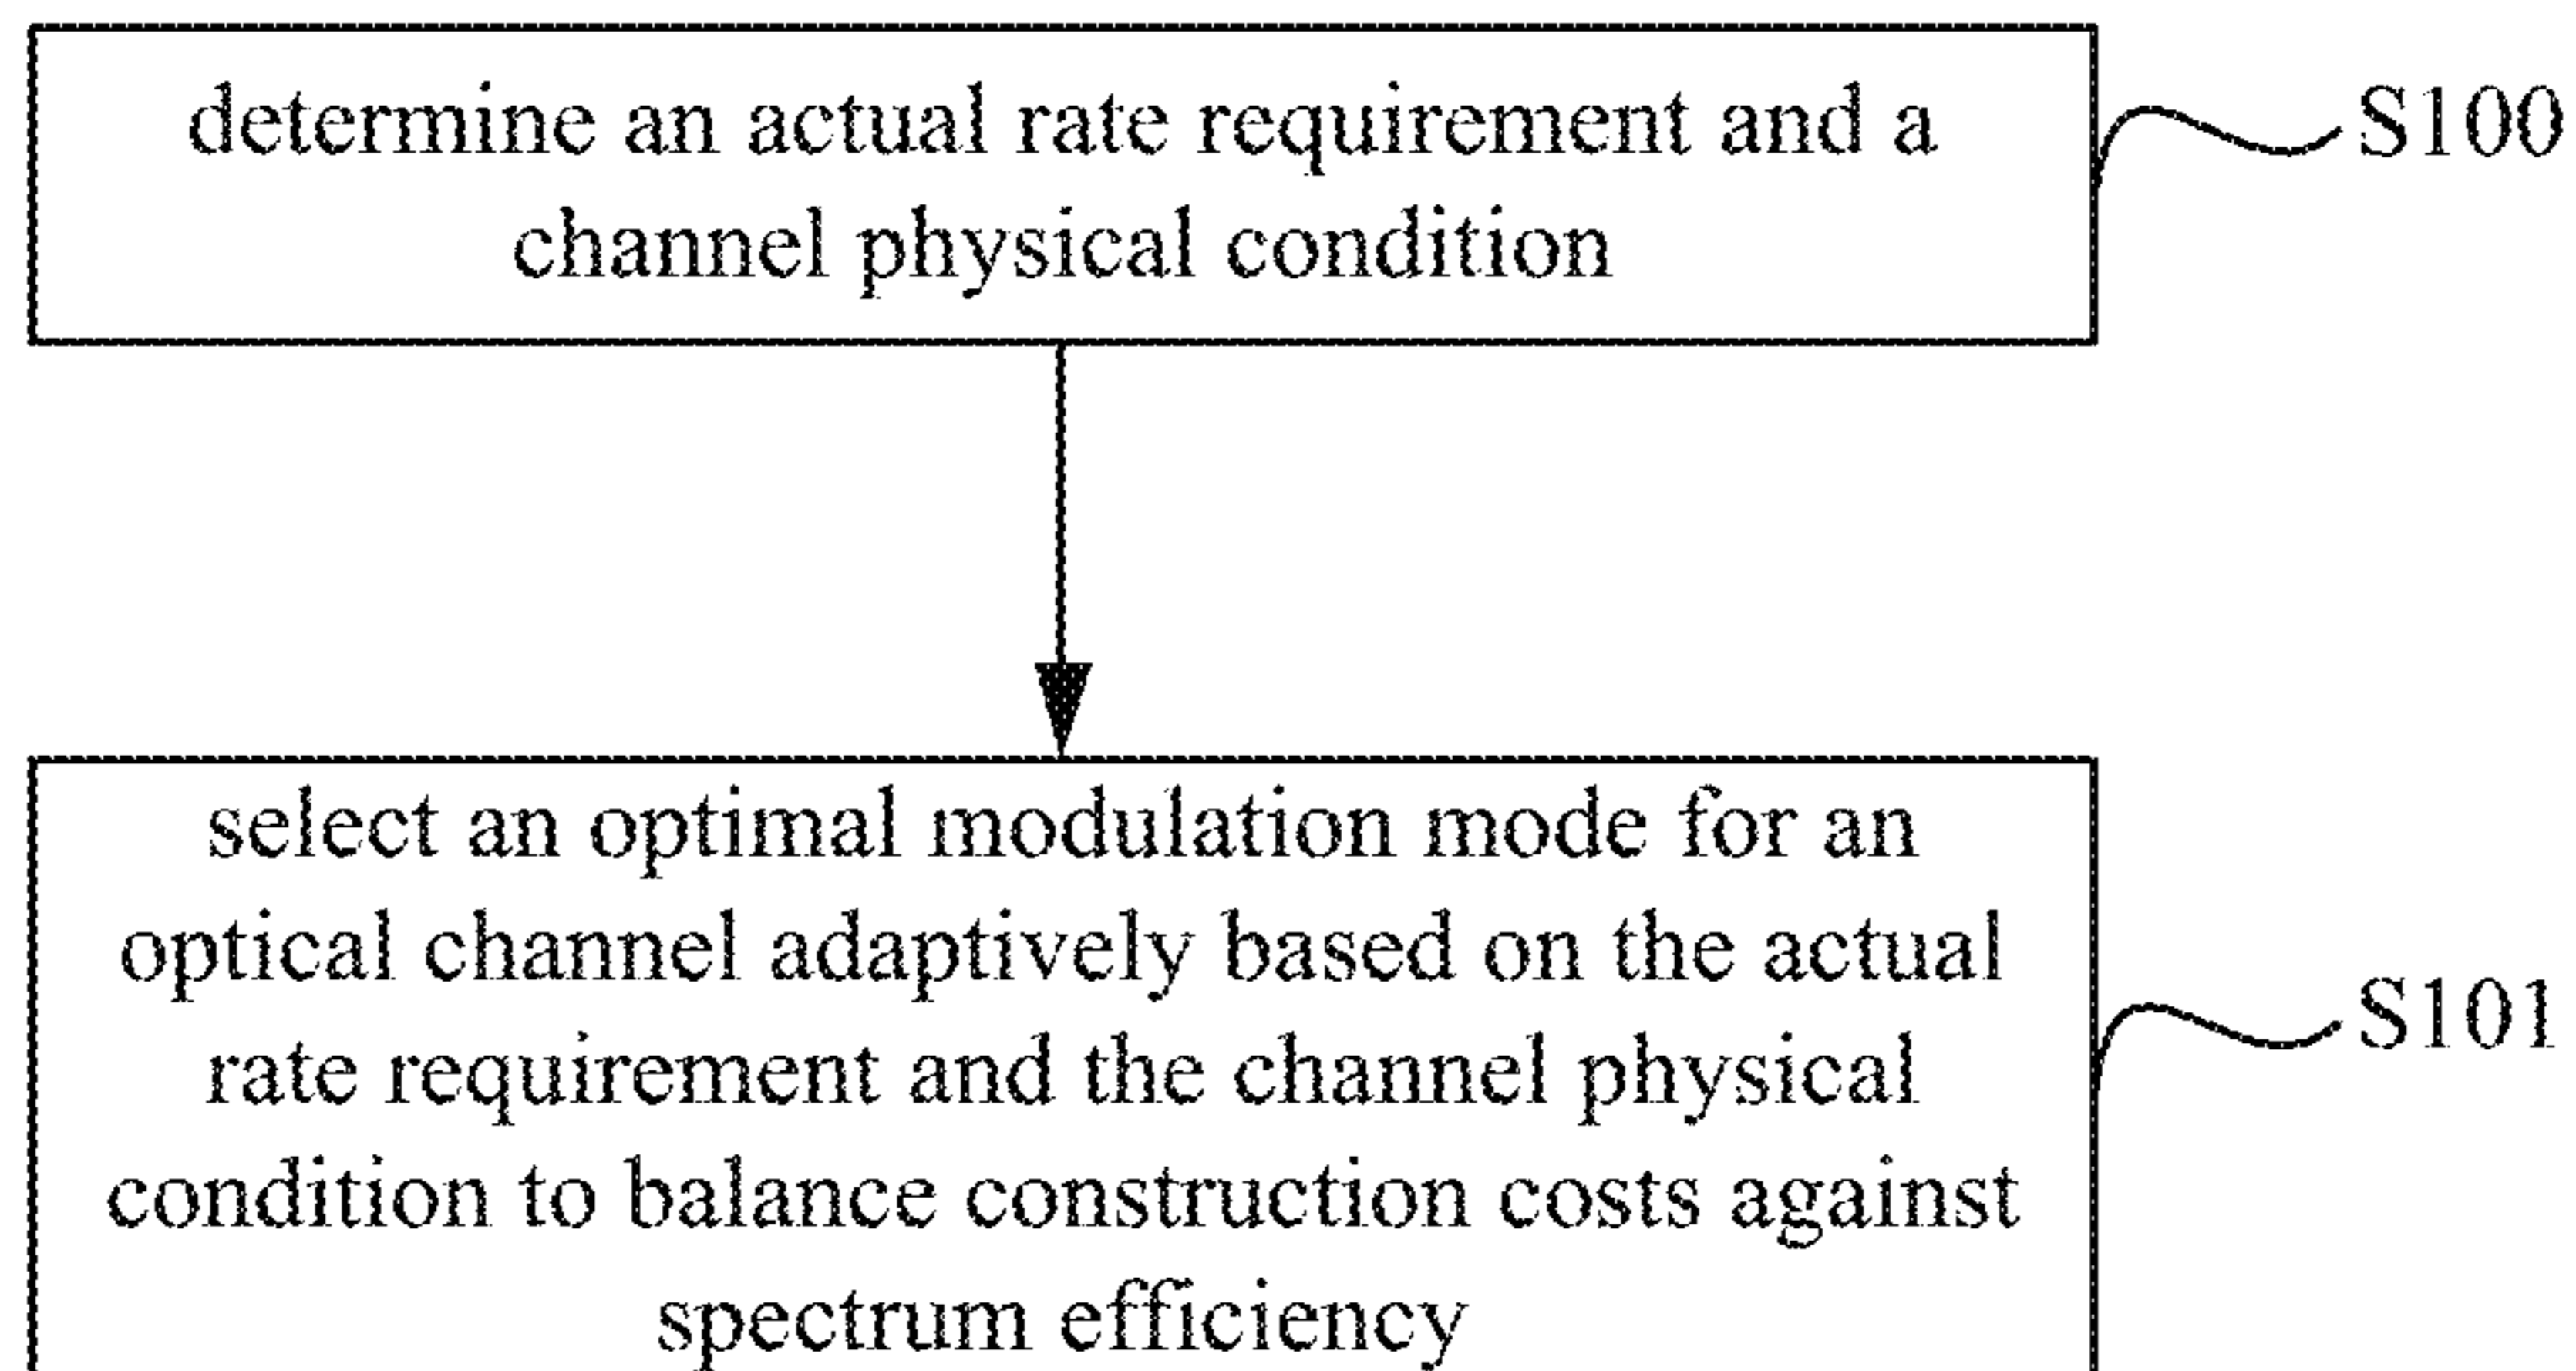 determine an actual rate requirement and a
channel physical condition
S100
select an optimal modulation mode for an
optical channel adaptively based on the actual
rate requirement and the channel physical
condition to balance construction costs against
spectrum efficiency
S101